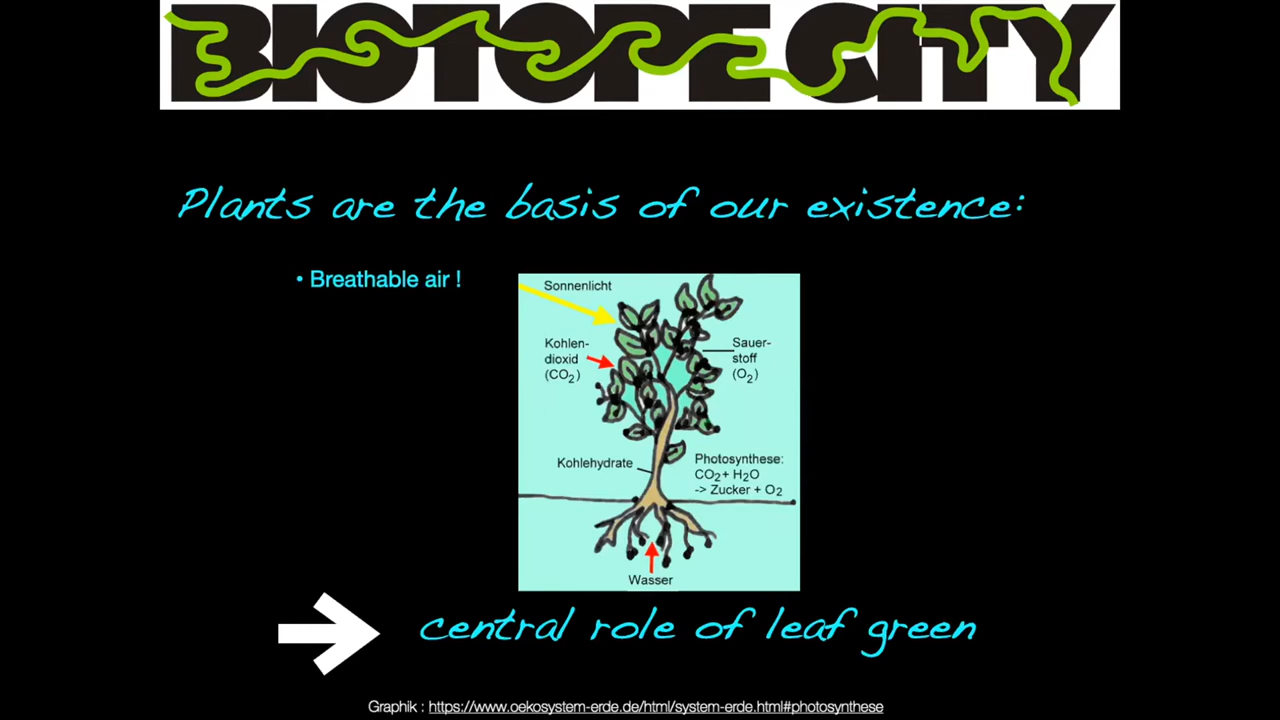 BIOTOPE CITY
Plants are the basis of our existence:
• Breathable air !
Sonnenlicht
Kohlen-
dioxid
(CO₂)
Sauer-
stoff
(O₂)
Kohlehydrate
Photosynthese:
CO₂+ H₂O
-> Zucker + O₂
Wasser
central role of leaf green
Graphik : https://www.oekosystem-erde.de/html/system-erde.html#photosynthese